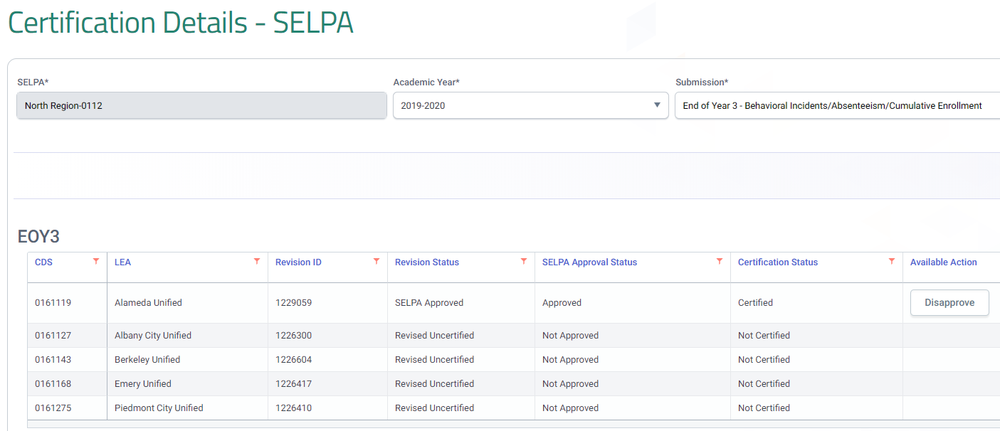 Certification Details - SELPA
SELPA* Academic Year* Submission*
North Region-0112 2019-2020 End of Year 3 - Behavioral Incidents/Absenteeism/Cumulative Enrollment
EOY3
CDS LEA Revision ID Revision Status SELPA Approval Status Certification Status Available Action
0161119 Alameda Unified 1229059 SELPA Approved Approved Certified Disapprove
0161127 Albany City Unified 1226300 Revised Uncertified Not Approved Not Certified
0161143 Berkeley Unified 1226604 Revised Uncertified Not Approved Not Certified
0161168 Emery Unified 1226417 Revised Uncertified Not Approved Not Certified
0161275 Piedmont City Unified 1226410 Revised Uncertified Not Approved Not Certified